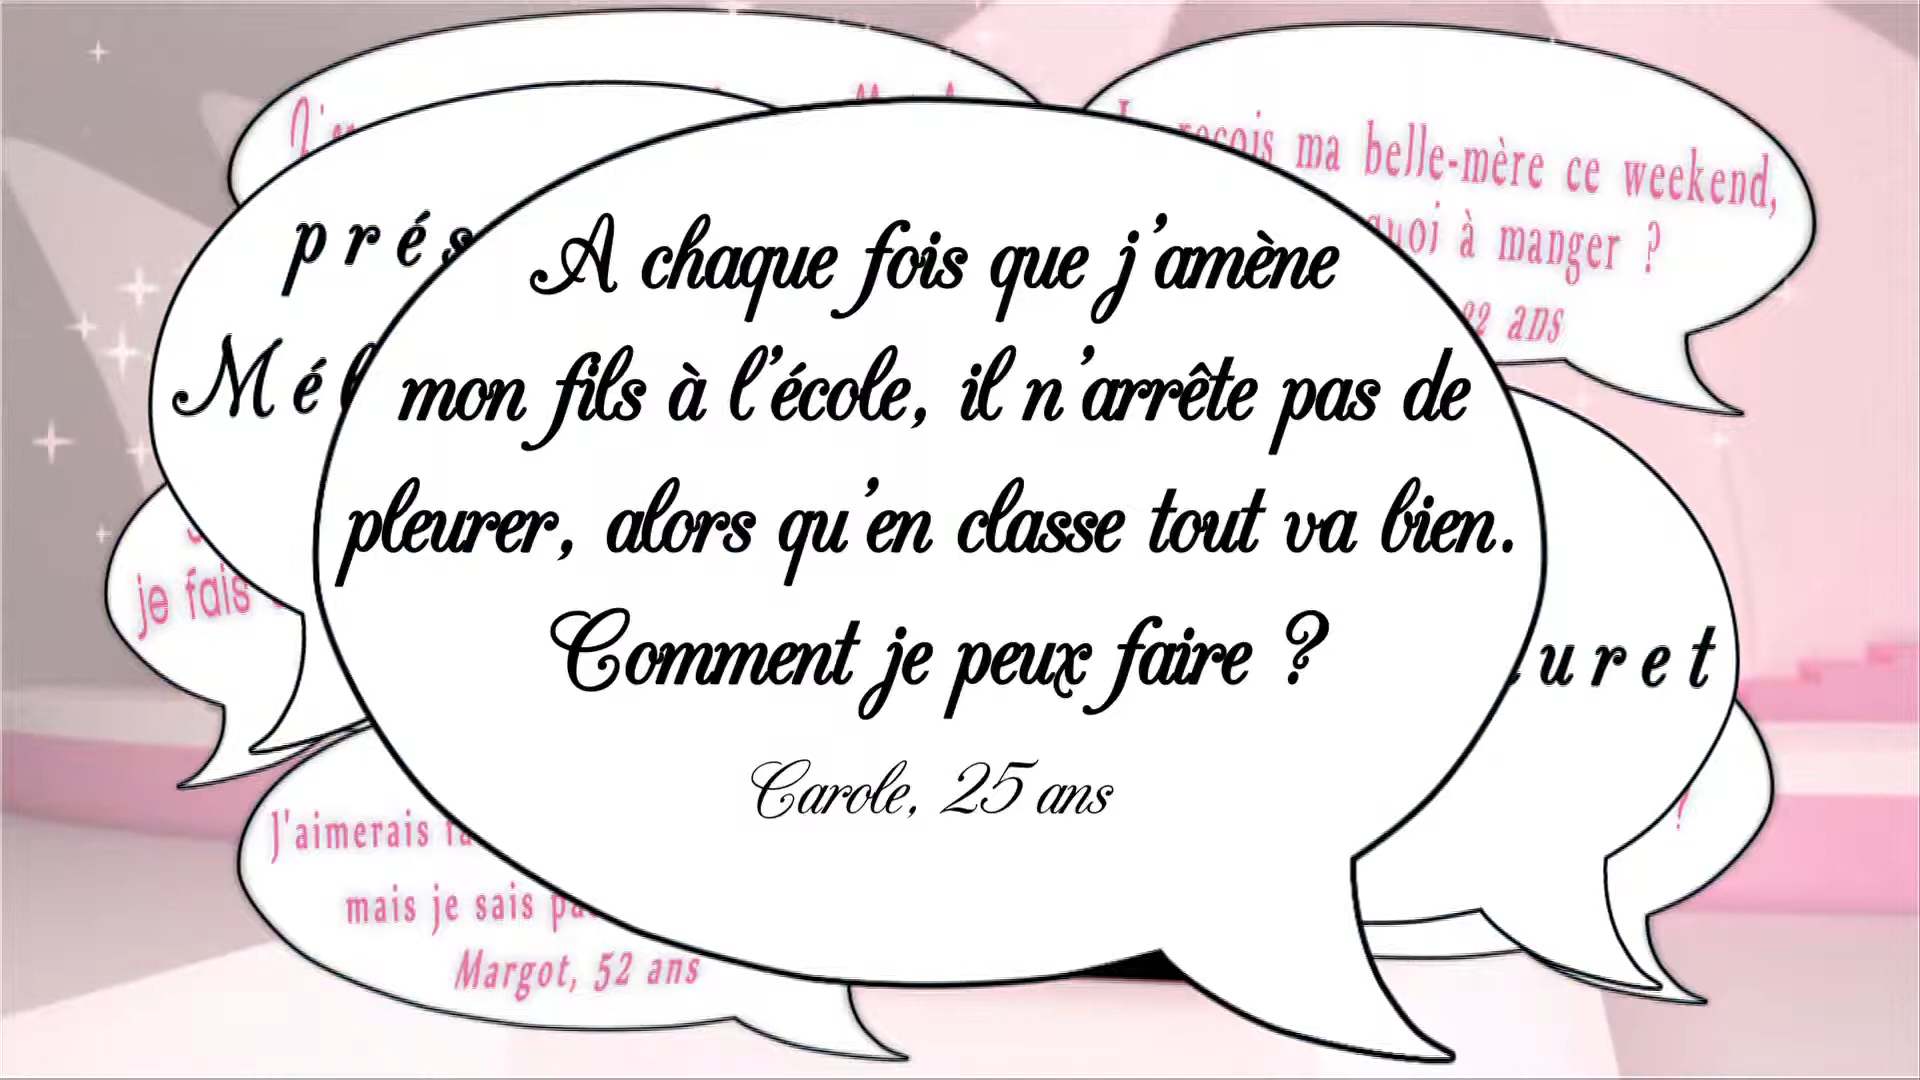 ma belle-mère ce weekend,
à manger ?
ans
A chaque fois que j'amène
mon fils à l'école, il n'arrête pas de
pleurer, alors qu'en classe tout va bien.
Comment je peux faire ?
Carole, 25 ans
je fais
J'aimerais
mais je sais
Margot, 52 ans